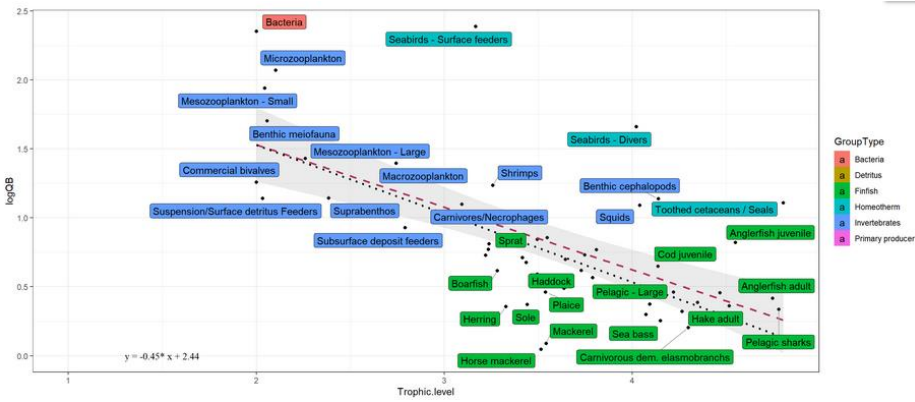 2.5
2.0
1.5
1.0
0.5
0.0
logQB
Bacteria
Seabirds - Surface feeders
Microzooplankton
Mesozooplankton - Small
Benthic meiofauna
Seabirds - Divers
Mesozooplankton - Large
Commercial bivalves
Macrozooplankton
Shrimps
Benthic cephalopods
Suspension/Surface detritus Feeders
Suprabenthos
Carnivores/Necrophages
Squids
Toothed cetaceans / Seals
Subsurface deposit feeders
Sprat
Anglerfish juvenile
Cod juvenile
Boarfish
Haddock
Pelagic - Large
Anglerfish adult
Plaice
Herring
Sole
Hake adult
Mackerel
Sea bass
Pelagic sharks
Horse mackerel
Carnivorous dem. elasmobranchs
y = -0.45* x + 2.44
1
2
3
4
Trophic.level
GroupType
a Bacteria
a Detritus
a Finfish
a Homeotherm
a Invertebrates
a Primary producer